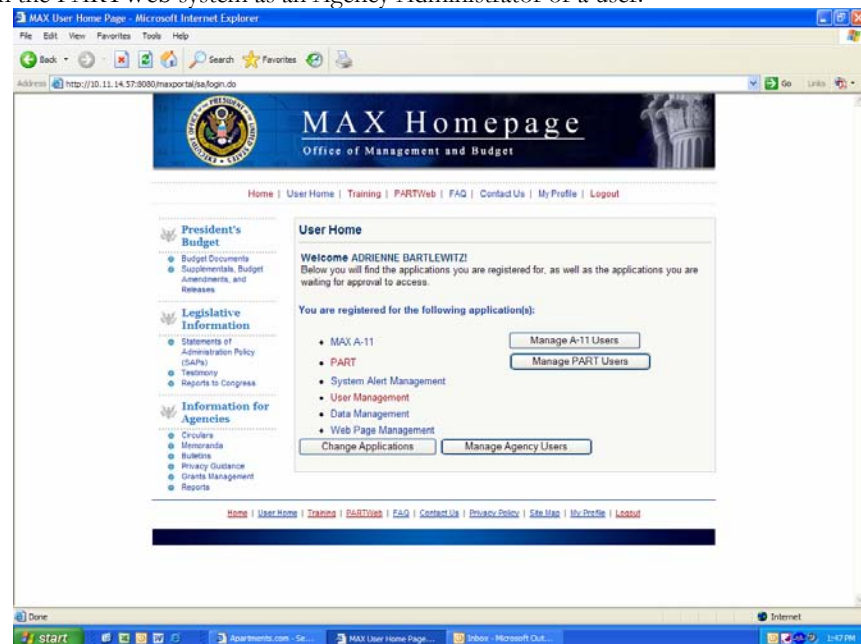 in the PARTWeb system as an Agency Administrator or a user.
MAX User Home Page - Microsoft Internet Explorer
File Edit View Favorites Tools Help
Back Search Favorites
Address http://10.11.14.57:8080/maxportal/sa/login.do Go Links
MAX Homepage
Office of Management and Budget
Home | User Home | Training | PARTWeb | FAQ | Contact Us | My Profile | Logout
President's
Budget
Budget Documents
Supplementals, Budget
Amendments, and
Releases
Legislative
Information
Statements of
Administration Policy
(SAPs)
Testimony
Reports to Congress
Information for
Agencies
Circulars
Memoranda
Bulletins
Privacy Guidance
Grants Management
Reports
User Home
Welcome ADRIENNE BARTLEWITZ!
Below you will find the applications you are registered for, as well as the applications you are
waiting for approval to access.
You are registered for the following application(s):
MAX A-11 Manage A-11 Users
PART Manage PART Users
System Alert Management
User Management
Data Management
Web Page Management
Change Applications Manage Agency Users
Home | User Home | Training | PARTWeb | FAQ | Contact Us | Privacy Policy | Site Map | My Profile | Logout
Done Internet
start Apartments.com - Se... MAX User Home Page... Inbox - Microsoft Out... 1:47 PM